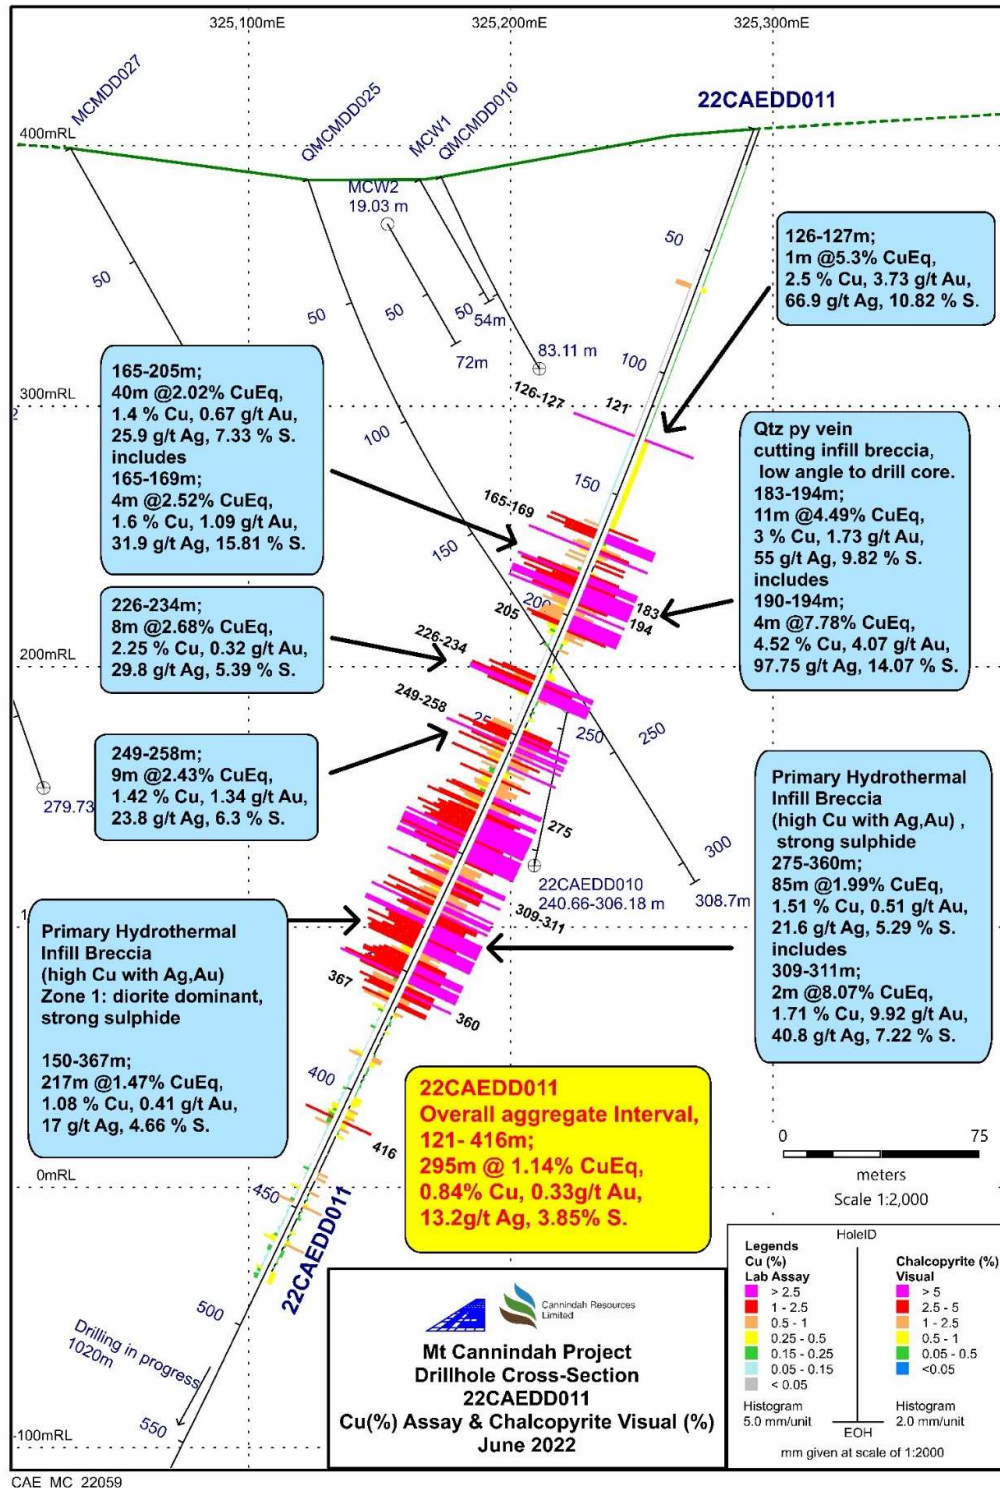 325,100mE
325,200mE
325,300mE
MCMDD027
QMCMDD025
MCW1
QMCMDD010
22CAEDD011
400mRL
MCW2
19.03 m
50
50
50
50
54m
72m
83.11 m
50
100
126-127m;
1m @5.3% CuEq,
2.5 % Cu, 3.73 g/t Au,
66.9 g/t Ag, 10.82 % S.
165-205m;
40m @2.02% CuEq,
1.4 % Cu, 0.67 g/t Au,
25.9 g/t Ag, 7.33 % S.
includes
165-169m;
4m @2.52% CuEq,
1.6 % Cu, 1.09 g/t Au,
31.9 g/t Ag, 15.81 % S.
300mRL
2
100
126-127
121
Qtz py vein
cutting infill breccia,
low angle to drill core.
183-194m;
11m @4.49% CuEq,
3 % Cu, 1.73 g/t Au,
55 g/t Ag, 9.82 % S.
includes
190-194m;
4m @7.78% CuEq,
4.52 % Cu, 4.07 g/t Au,
97.75 g/t Ag, 14.07 % S.
150
165-169
150
200
205
183
194
226-234m;
8m @2.68% CuEq,
2.25 % Cu, 0.32 g/t Au,
29.8 g/t Ag, 5.39 % S.
226-234
200mRL
249-258
250
250
249-258m;
9m @2.43% CuEq,
1.42 % Cu, 1.34 g/t Au,
23.8 g/t Ag, 6.3 % S.
279.73
275
300
308.7m
22CAEDD010
240.66-306.18 m
Primary Hydrothermal
Infill Breccia
(high Cu with Ag,Au) ,
strong sulphide
275-360m;
85m @1.99% CuEq,
1.51 % Cu, 0.51 g/t Au,
21.6 g/t Ag, 5.29 % S.
includes
309-311m;
2m @8.07% CuEq,
1.71 % Cu, 9.92 g/t Au,
40.8 g/t Ag, 7.22 % S.
309-311
Primary Hydrothermal
Infill Breccia
(high Cu with Ag,Au)
Zone 1: diorite dominant,
strong sulphide
150-367m;
217m @1.47% CuEq,
1.08 % Cu, 0.41 g/t Au,
17 g/t Ag, 4.66 % S.
367
360
400
416
22CAEDD011
Overall aggregate Interval,
121- 416m;
295m @ 1.14% CuEq,
0.84% Cu, 0.33g/t Au,
13.2g/t Ag, 3.85% S.
0 75
meters
Scale 1:2,000
0mRL
450
22CAEDD011
500
Drilling in progress
1020m
550
-100mRL
Cannindah Resources
Limited
Mt Cannindah Project
Drillhole Cross-Section
22CAEDD011
Cu(%) Assay & Chalcopyrite Visual (%)
June 2022
Legends
Cu (%)
Lab Assay
> 2.5
1 - 2.5
0.5 - 1
0.25 - 0.5
0.15 - 0.25
0.05 - 0.15
< 0.05
Histogram
5.0 mm/unit
HoleID
EOH
Chalcopyrite (%)
Visual
> 5
2.5 - 5
1 - 2.5
0.5 - 1
0.05 - 0.5
<0.05
Histogram
2.0 mm/unit
mm given at scale of 1:2000
CAE MC 22059